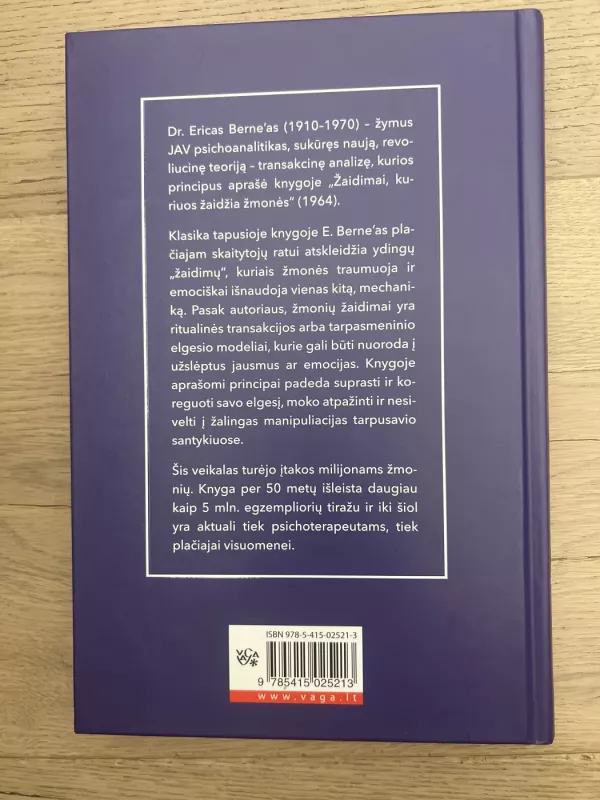 Dr. Ericas Berne'as (1910–1970) – žymus
JAV psichoanalitikas, sukūręs naują, revo-
liucinę teoriją – transakcinę analizę, kurios
principus aprašė knygoje „Žaidimai, ku-
riuos žaidžia žmonės“ (1964).
Klasika tapusioje knygoje E. Berne'as pla-
čiajam skaitytojų ratui atskleidžia ydingų
„žaidimų“, kuriais žmonės traumuoja ir
emociškai išnaudoja vienas kitą, mechani-
ką. Pasak autoriaus, žmonių žaidimai yra
ritualinės transakcijos arba tarpasmeninio
elgesio modeliai, kurie gali būti nuoroda į
užslėptus jausmus ar emocijas. Knygoje
aprašomi principai padeda suprasti ir ko-
reguoti savo elgesį, moko atpažinti ir nesi-
velti į žalingas manipuliacijas tarpusavio
santykiuose.
Šis veikalas turėjo įtakos milijonams žmo-
nių. Knyga per 50 metų išleista daugiau
kaip 5 mln. egzempliorių tiražu ir iki šiol
yra aktuali tiek psichoterapeutams, tiek
plačiajai visuomenei.
ISBN 978-5-415-02521-3
VAGA
9 785415 025213
www.vaga.lt